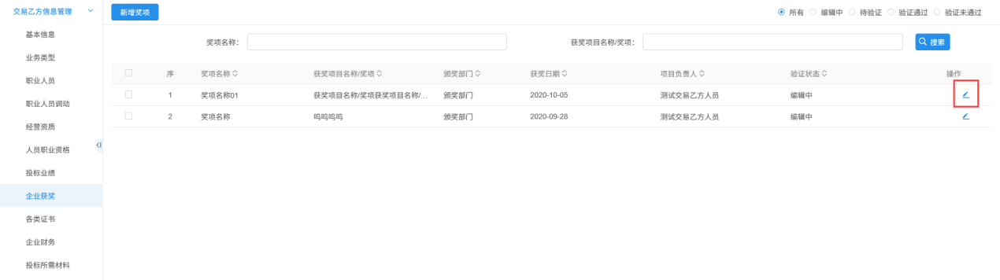 交易乙方信息管理
新增奖项
所有 编辑中 待验证 验证通过 验证未通过
基本信息
业务类型
职业人员
职业人员调动
经营资质
人员职业资格
投标业绩
企业获奖
各类证书
企业财务
投标所需材料
奖项名称: 获奖项目名称/奖项: 搜索
序 奖项名称 获奖项目名称/奖项 颁奖部门 获奖日期 项目负责人 验证状态 操作
1 奖项名称01 获奖项目名称/奖项获奖项目名称/... 颁奖部门 2020-10-05 测试交易乙方人员 编辑中
2 奖项名称 呜呜呜呜 颁奖部门 2020-09-28 测试交易乙方人员 编辑中